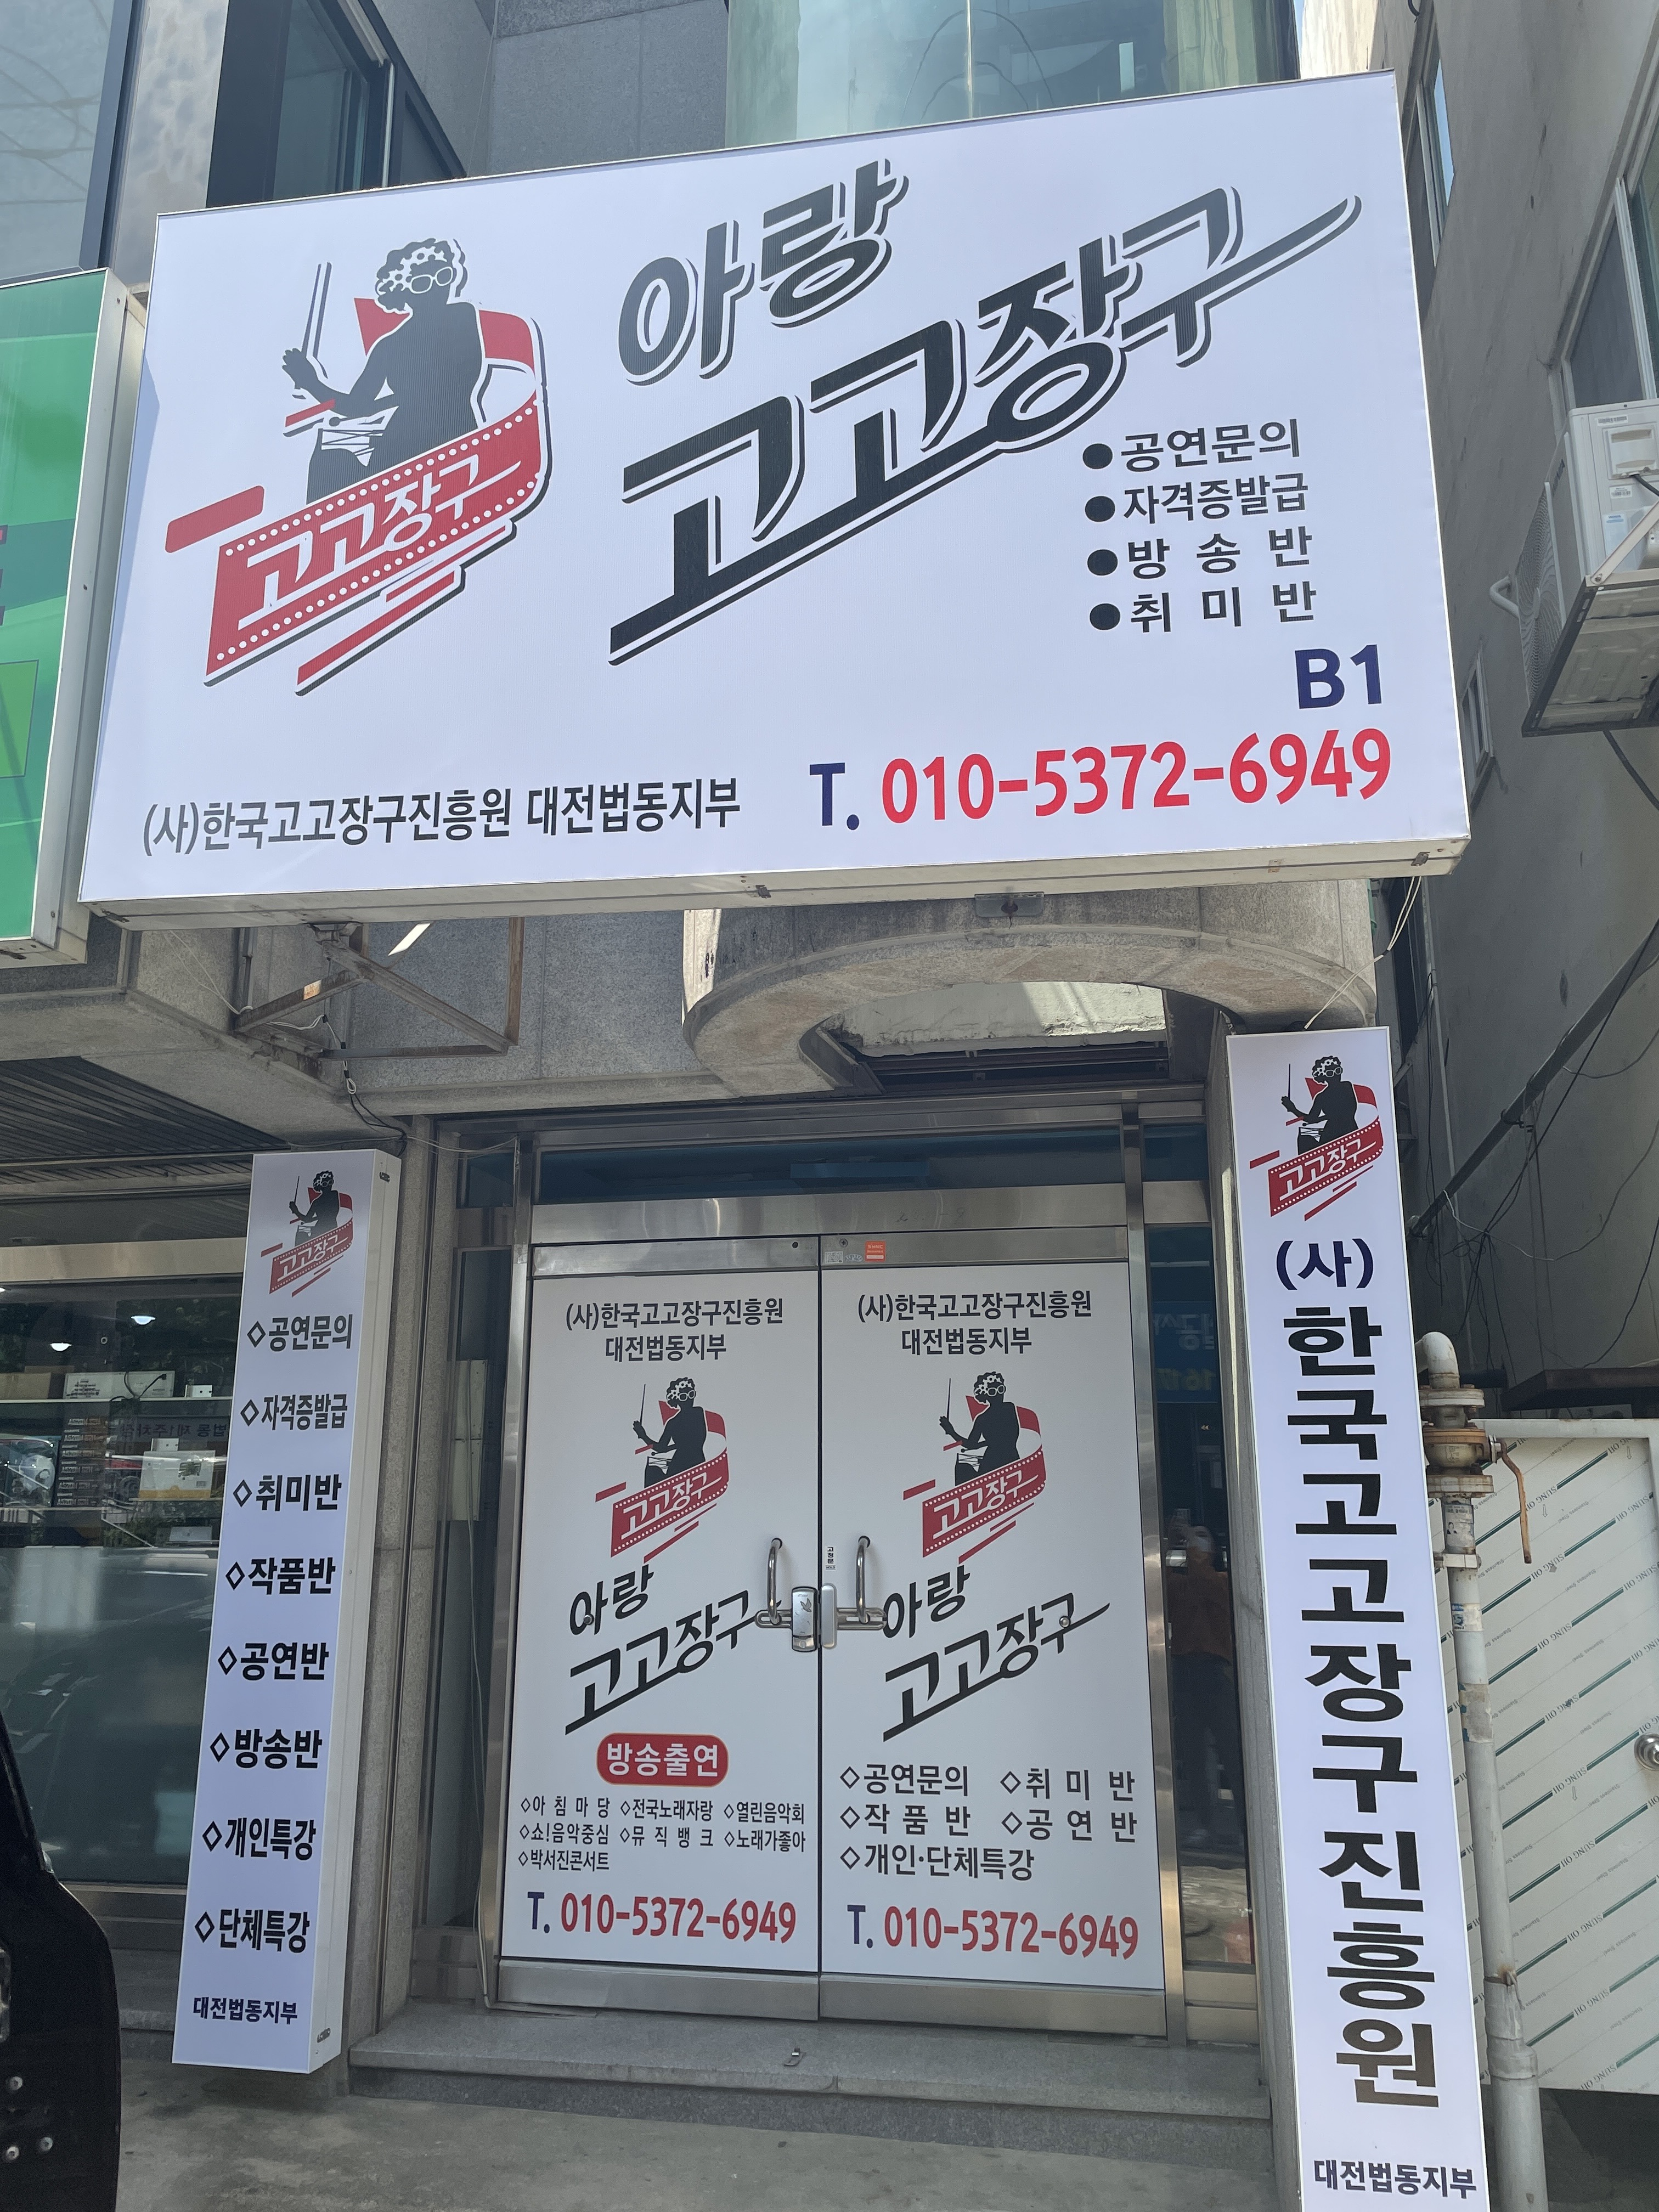 아랑
고고장구
고고장구
●공연문의
●자격증발급
●방 송 반
●취 미 반
B1
(사)한국고고장구진흥원 대전법동지부
T. 010-5372-6949
고고장구
◇공연문의
◇자격증발급
◇취미반
◇작품반
◇공연반
◇방송반
◇개인특강
◇단체특강
대전법동지부
(사)한국고고장구진흥원
대전법동지부
고고장구
아랑
고고장구
방송출연
◇아 침 마 당 ◇전국노래자랑 ◇열린음악회
◇쇼!음악중심 ◇뮤 직 뱅 크 ◇노래가좋아
◇박서진콘서트
T. 010-5372-6949
(사)한국고고장구진흥원
대전법동지부
고고장구
고정문
아랑
고고장구
◇공연문의 ◇취 미 반
◇작 품 반 ◇공 연 반
◇개인·단체특강
T. 010-5372-6949
고고장구
(사)
한국고고장구진흥원
대전법동지부
SUNG OH